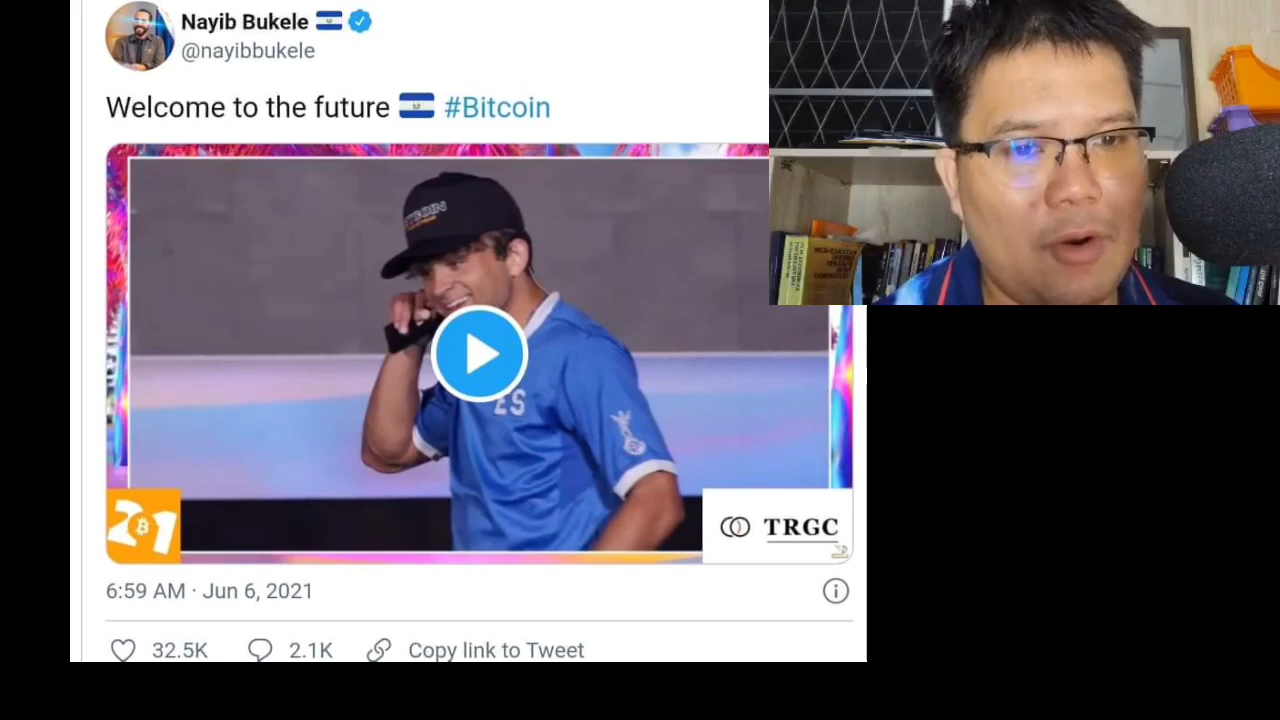 Nayib Bukele
@nayibbukele
Welcome to the future #Bitcoin
ES
21
TRGC
6:59 AM · Jun 6, 2021
32.5K 2.1K Copy link to Tweet